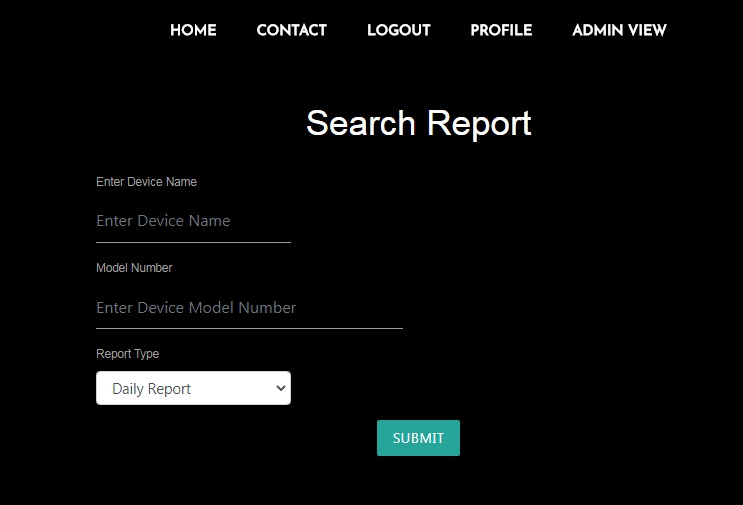 HOME CONTACT LOGOUT PROFILE ADMIN VIEW
Search Report
Enter Device Name
Enter Device Name
Model Number
Enter Device Model Number
Report Type
Daily Report
SUBMIT